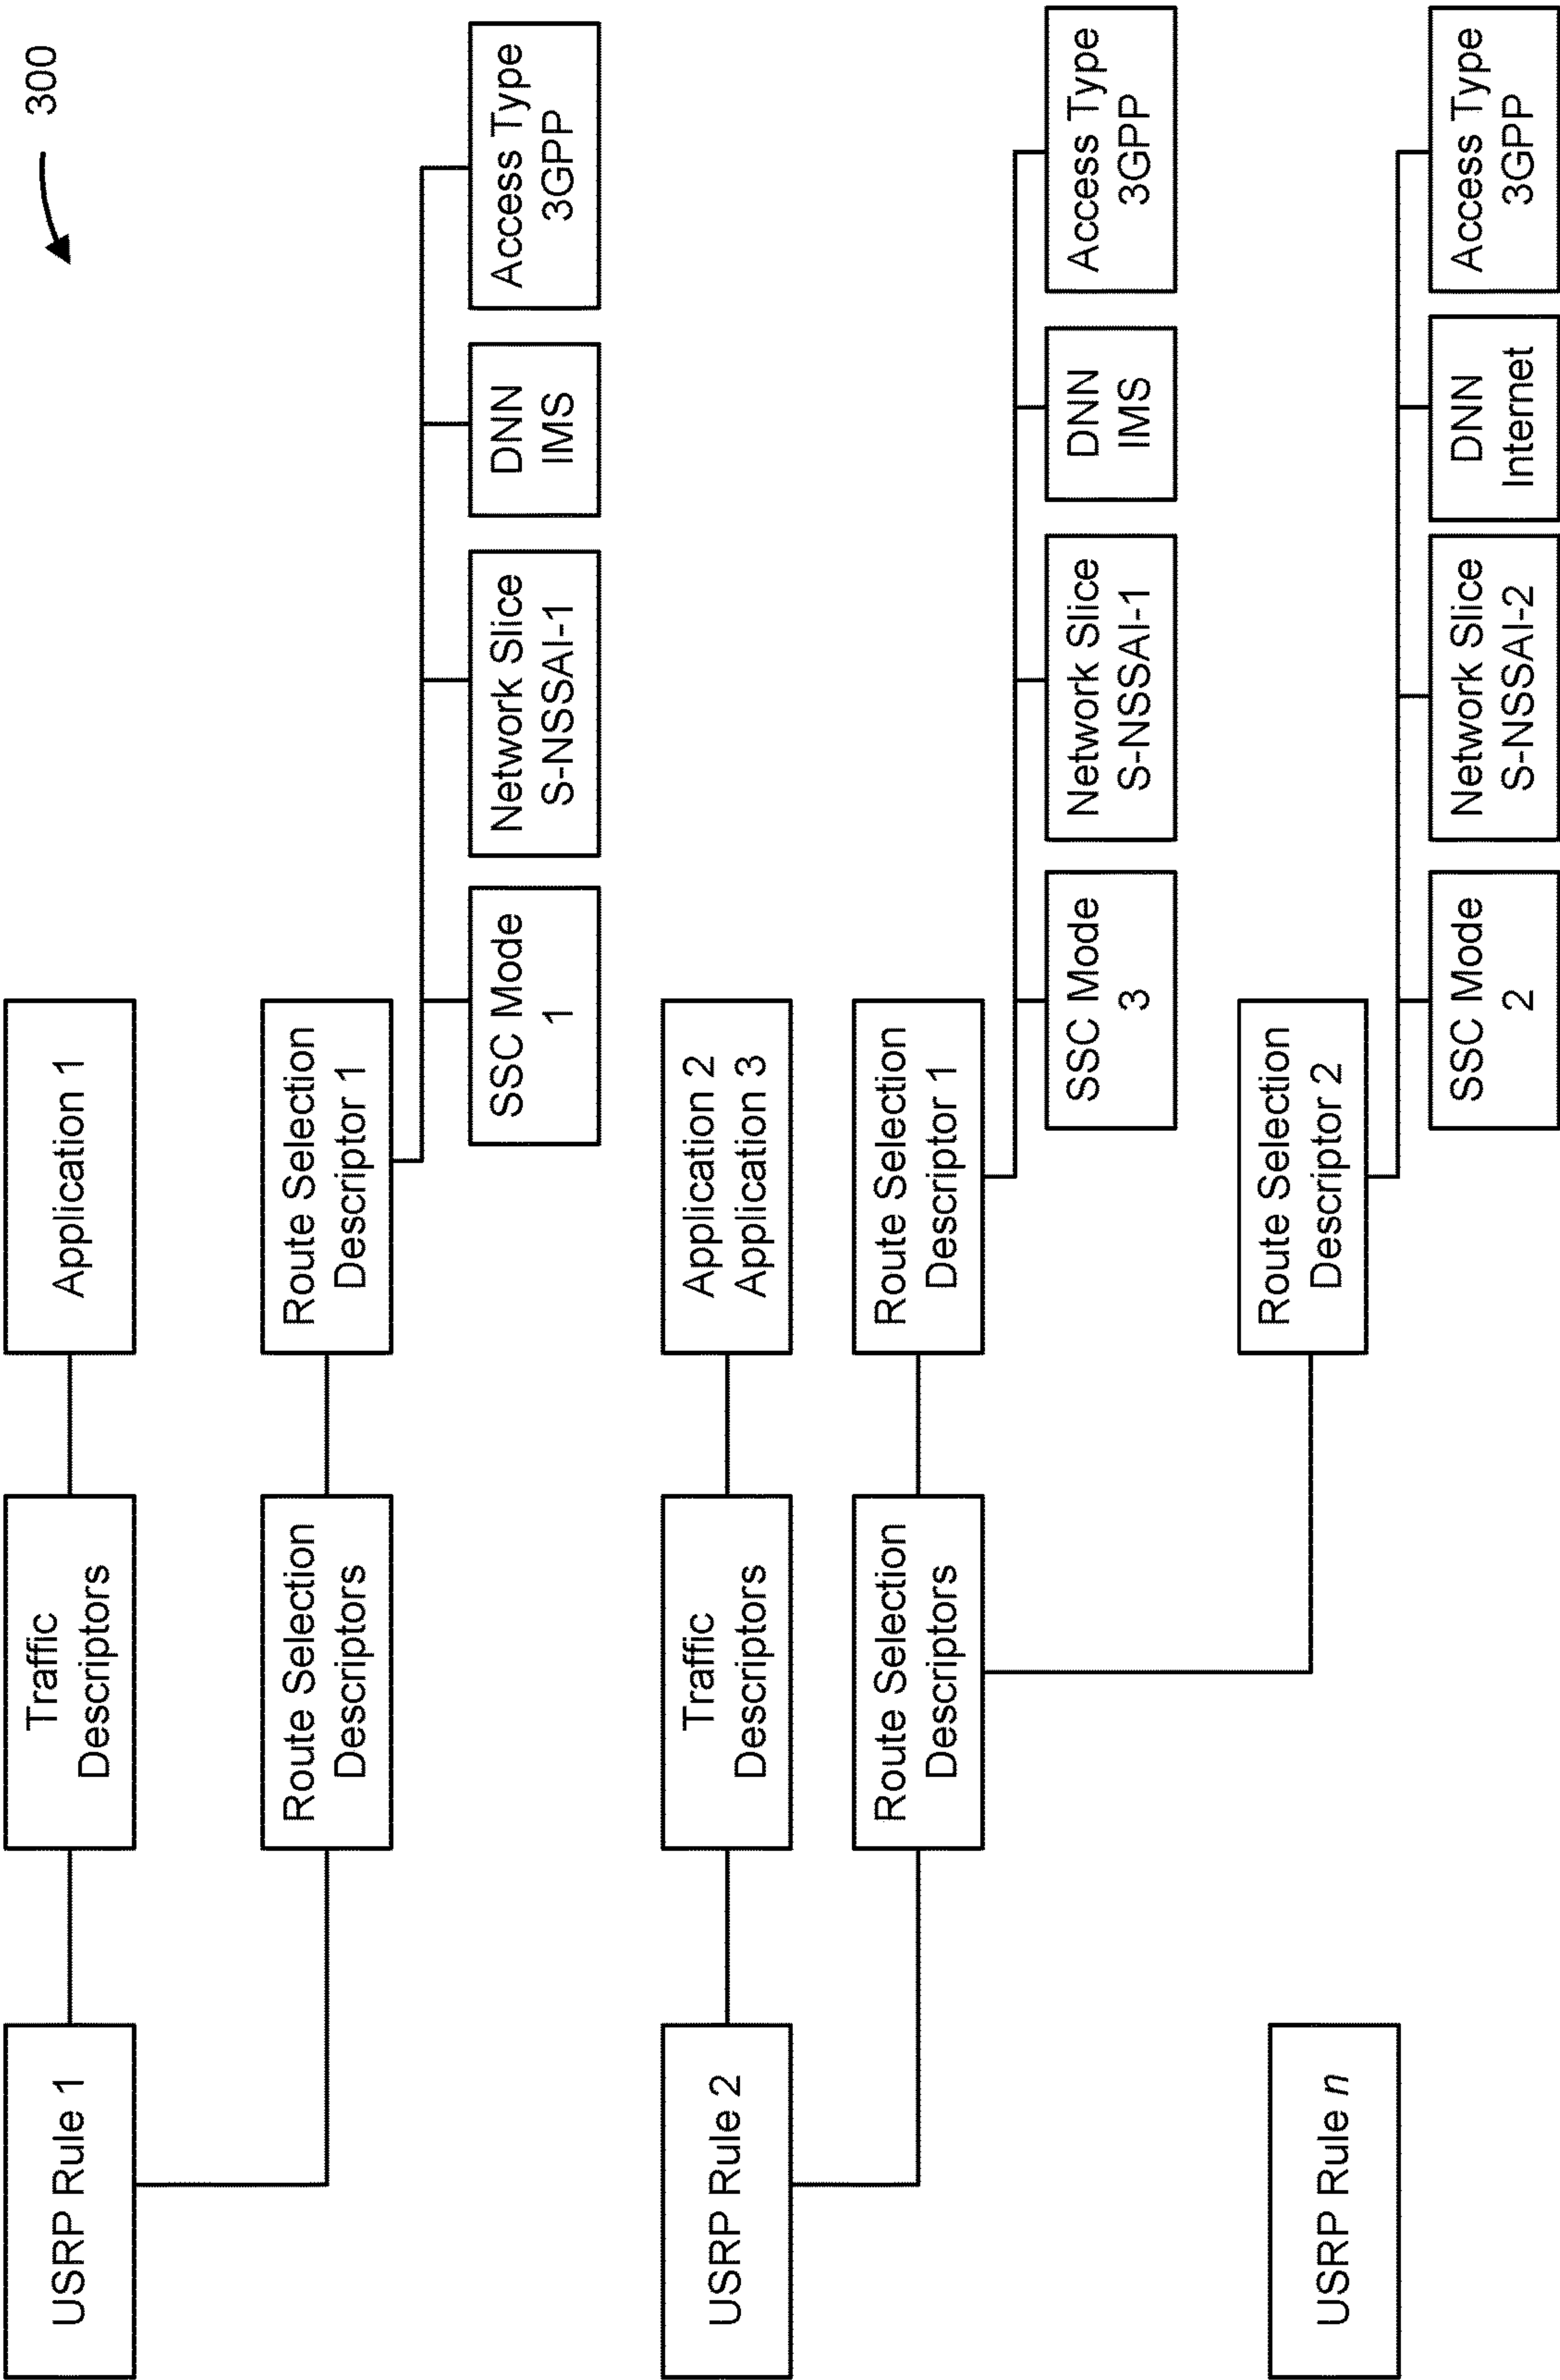 300
USRP Rule 1
Traffic
Descriptors
Application 1
Route Selection
Descriptors
Route Selection
Descriptor 1
SSC Mode
1
Network Slice
S-NSSAI-1
DNN
IMS
Access Type
3GPP
USRP Rule 2
Traffic
Descriptors
Application 2
Application 3
Route Selection
Descriptors
Route Selection
Descriptor 1
SSC Mode
3
Network Slice
S-NSSAI-1
DNN
IMS
Access Type
3GPP
Route Selection
Descriptor 2
USRP Rule n
SSC Mode
2
Network Slice
S-NSSAI-2
DNN
Internet
Access Type
3GPP